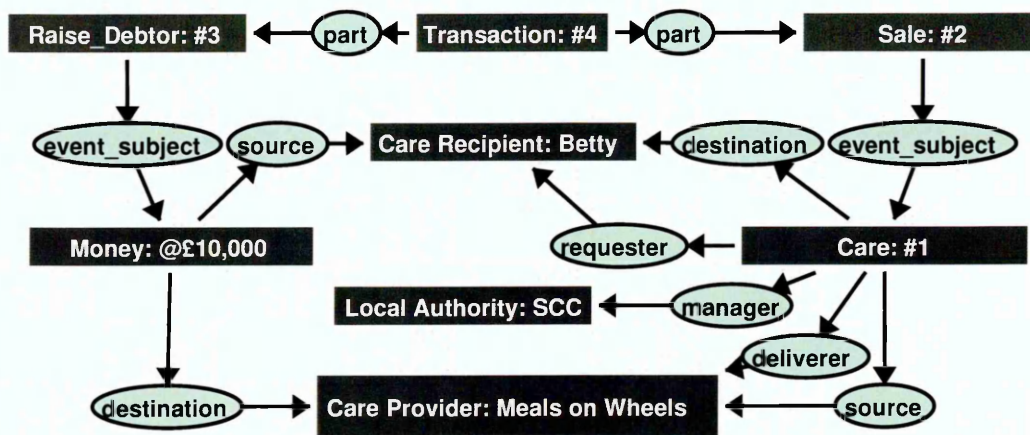 Raise_Debtor: #3
part
Transaction: #4
part
Sale: #2
event_subject
source
Care Recipient: Betty
destination
event_subject
Money: @£10,000
requester
Care: #1
Local Authority: SCC
manager
deliverer
destination
Care Provider: Meals on Wheels
source